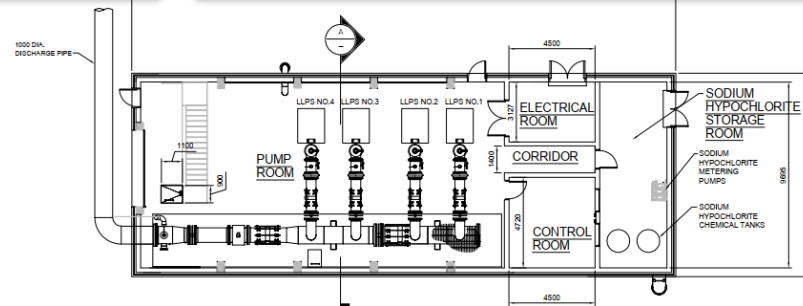 1000 DIA.
DISCHARGE PIPE
A
–
4500
LLPS NO.4
LLPS NO.3
LLPS NO.2
LLPS NO.1
3127
ELECTRICAL
ROOM
SODIUM
HYPOCHLORITE
STORAGE
ROOM
1100
900
PUMP
ROOM
1400
CORRIDOR
SODIUM
HYPOCHLORITE
METERING
PUMPS
9695
4720
CONTROL
ROOM
SODIUM
HYPOCHLORITE
CHEMICAL TANKS
4500